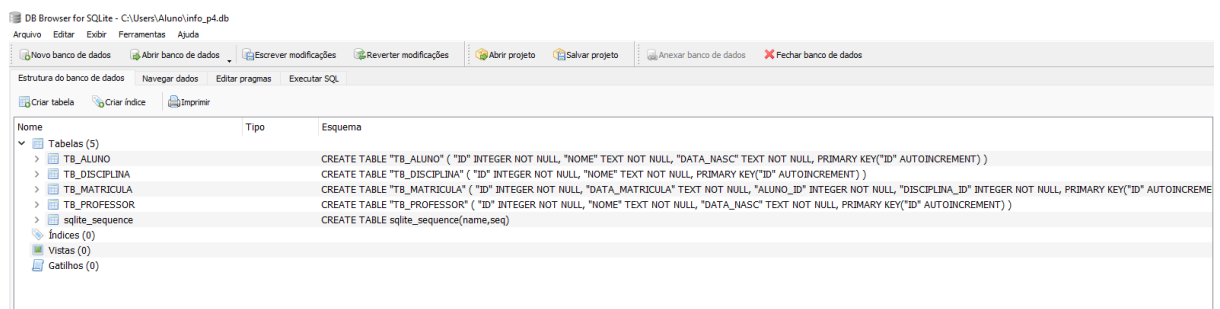 DB Browser for SQLite - C:\Users\Aluno\info_p4.db
Arquivo Editar Exibir Ferramentas Ajuda
Novo banco de dados Abrir banco de dados Escrever modificações Reverter modificações Abrir projeto Salvar projeto Anexar banco de dados Fechar banco de dados
Estrutura do banco de dados Navegar dados Editar pragmas Executar SQL
Criar tabela Criar índice Imprimir
Nome Tipo Esquema
Tabelas (5)
TB_ALUNO CREATE TABLE "TB_ALUNO" ( "ID" INTEGER NOT NULL, "NOME" TEXT NOT NULL, "DATA_NASC" TEXT NOT NULL, PRIMARY KEY("ID" AUTOINCREMENT) )
TB_DISCIPLINA CREATE TABLE "TB_DISCIPLINA" ( "ID" INTEGER NOT NULL, "NOME" TEXT NOT NULL, PRIMARY KEY("ID" AUTOINCREMENT) )
TB_MATRICULA CREATE TABLE "TB_MATRICULA" ( "ID" INTEGER NOT NULL, "DATA_MATRICULA" TEXT NOT NULL, "ALUNO_ID" INTEGER NOT NULL, "DISCIPLINA_ID" INTEGER NOT NULL, PRIMARY KEY("ID" AUTOINCREME
TB_PROFESSOR CREATE TABLE "TB_PROFESSOR" ( "ID" INTEGER NOT NULL, "NOME" TEXT NOT NULL, "DATA_NASC" TEXT NOT NULL, PRIMARY KEY("ID" AUTOINCREMENT) )
sqlite_sequence CREATE TABLE sqlite_sequence(name,seq)
Índices (0)
Vistas (0)
Gatilhos (0)